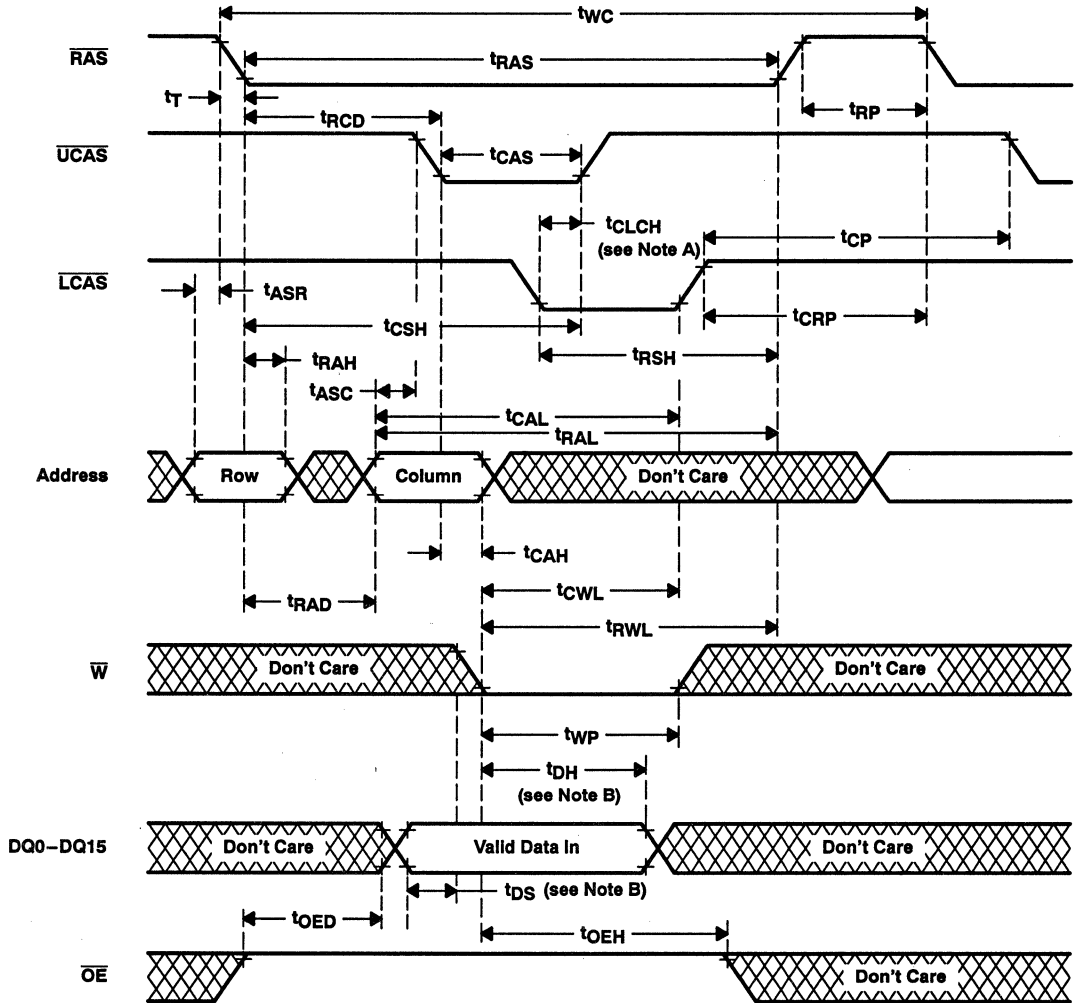 tWC
RAS
tRAS
tT
tRP
tRCD
UCAS
tCAS
tCLCH
(see Note A)
tCP
LCAS
tASR
tCSH
tCRP
tRSH
tRAH
tASC
tCAL
tRAL
Address
Row
Column
Don't Care
tCAH
tCWL
tRAD
tRWL
W
Don't Care
Don't Care
tWP
tDH
(see Note B)
DQ0–DQ15
Don't Care
Valid Data In
Don't Care
tDS (see Note B)
tOED
tOEH
OE
Don't Care